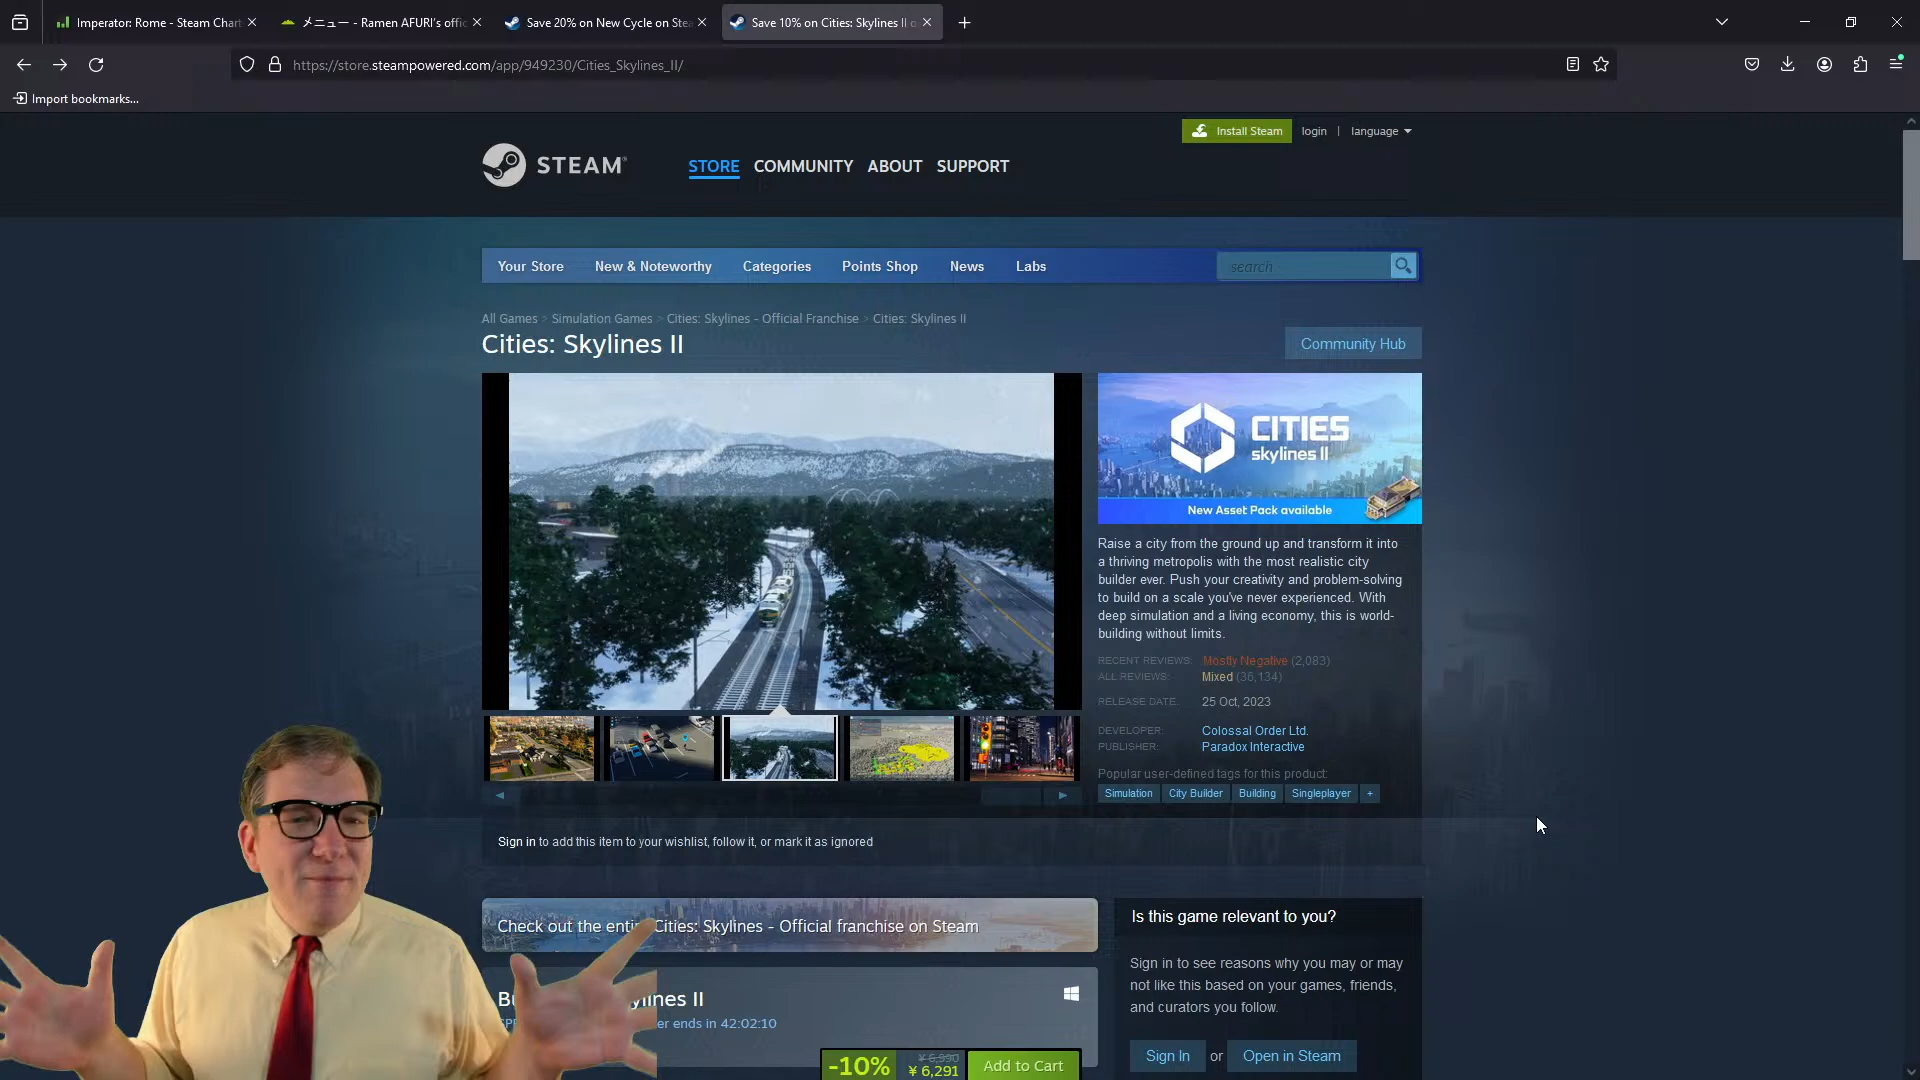 Imperator: Rome - Steam Chart
メニュー - Ramen AFURI's offic
Save 20% on New Cycle on Stea
Save 10% on Cities: Skylines II o
https://store.steampowered.com/app/949230/Cities_Skylines_II/
Import bookmarks...
Install Steam
login | language
STEAM
STORE COMMUNITY ABOUT SUPPORT
Your Store New & Noteworthy Categories Points Shop News Labs
search
All Games > Simulation Games > Cities: Skylines - Official Franchise > Cities: Skylines II
Cities: Skylines II
Community Hub
CITIES
skylines II
New Asset Pack available
Raise a city from the ground up and transform it into
a thriving metropolis with the most realistic city
builder ever. Push your creativity and problem-solving
to build on a scale you've never experienced. With
deep simulation and a living economy, this is world-
building without limits.
RECENT REVIEWS: Mostly Negative (2,083)
ALL REVIEWS: Mixed (36,134)
RELEASE DATE: 25 Oct, 2023
DEVELOPER: Colossal Order Ltd.
PUBLISHER: Paradox Interactive
Popular user-defined tags for this product:
Simulation City Builder Building Singleplayer +
Sign in to add this item to your wishlist, follow it, or mark it as ignored
Check out the entire Cities: Skylines - Official franchise on Steam
Is this game relevant to you?
Sign in to see reasons why you may or may
not like this based on your games, friends,
and curators you follow.
Sign In or Open in Steam
ylines II
er ends in 42:02:10
-10%
¥ 6,990
¥ 6,291
Add to Cart